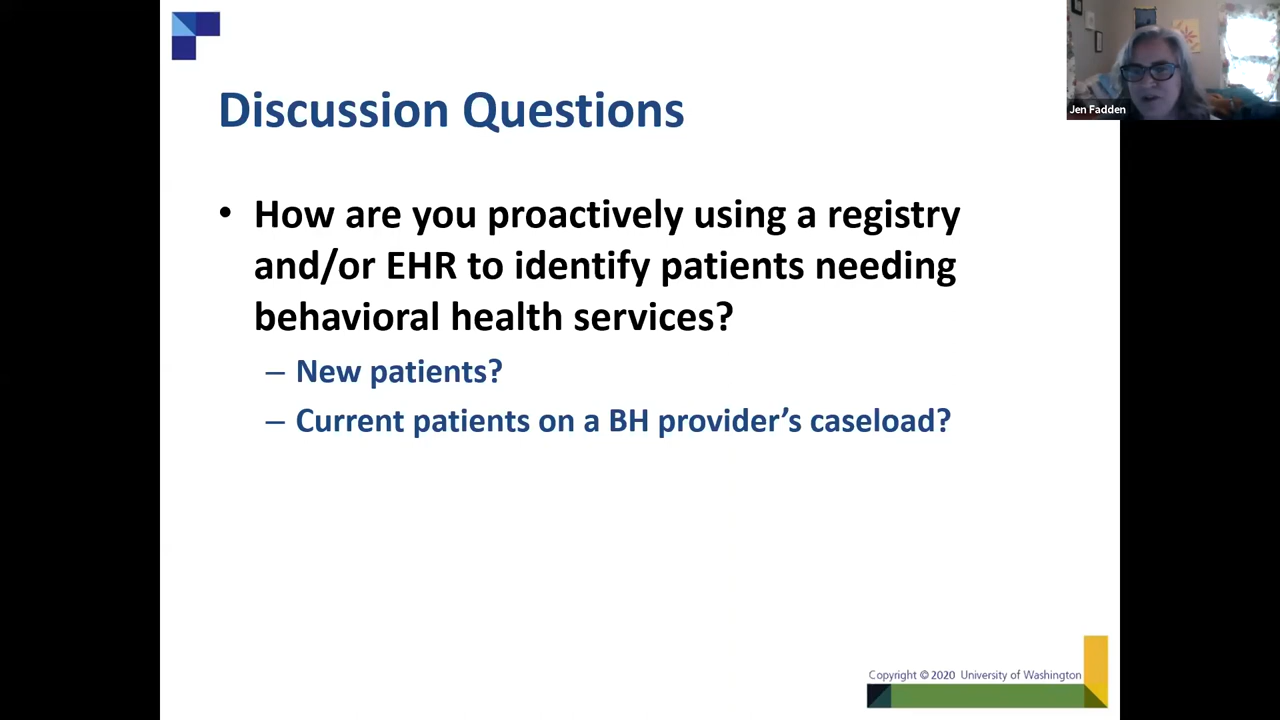 Jen Fadden
Discussion Questions
• How are you proactively using a registry
and/or EHR to identify patients needing
behavioral health services?
– New patients?
– Current patients on a BH provider’s caseload?
Copyright © 2020 University of Washington